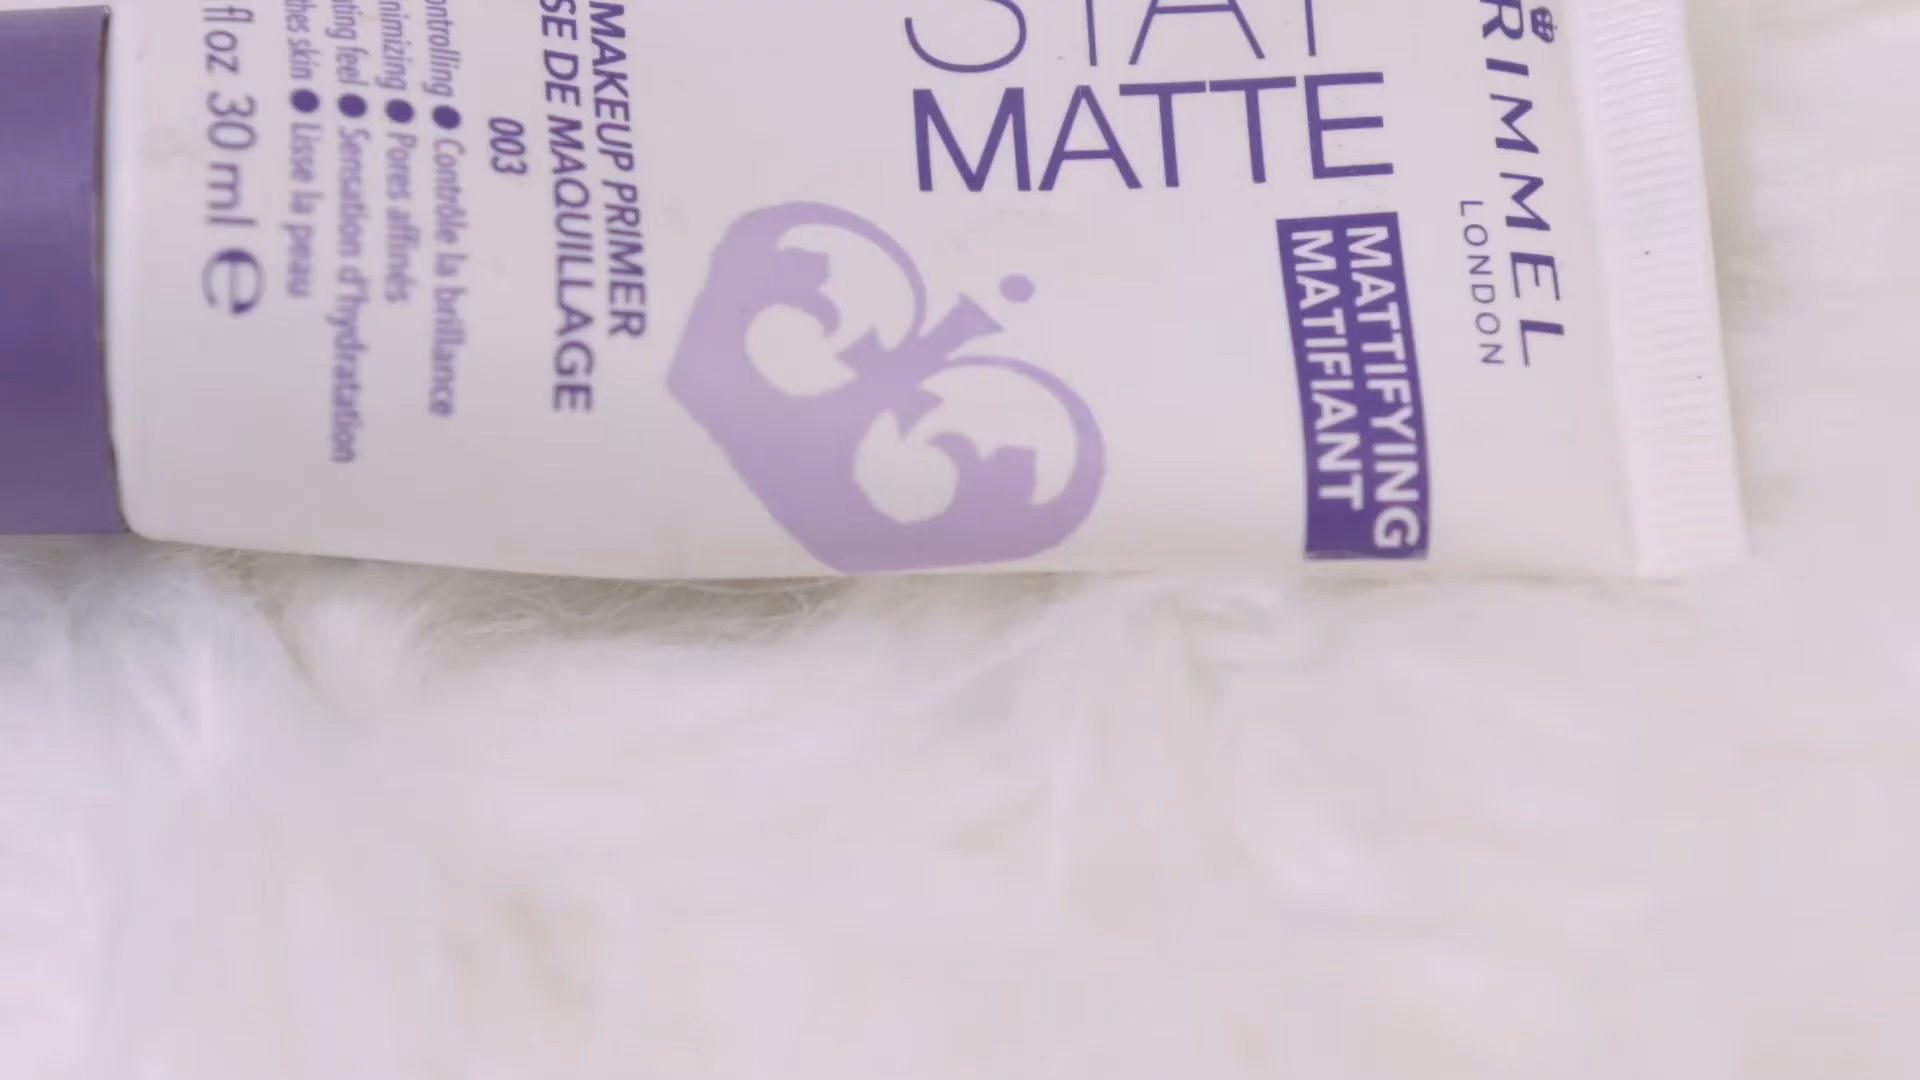 RIMMEL
LONDON
STAY
MATTE
MATTIFYING
MATIFIANT
MAKEUP PRIMER
SE DE MAQUILLAGE
003
ontrolling ● Contrôle la brillance
nimizing ● Pores affinés
ating feel ● Sensation d'hydratation
thes skin ● Lisse la peau
fl oz 30 ml ℮